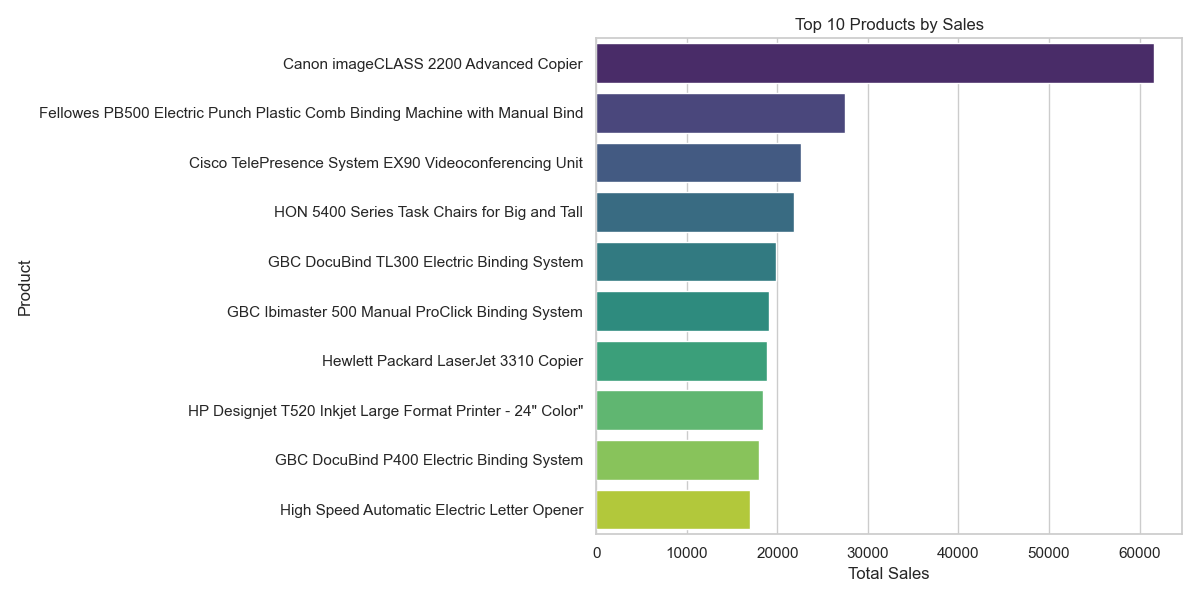 Top 10 Products by Sales
Canon imageCLASS 2200 Advanced Copier
Fellowes PB500 Electric Punch Plastic Comb Binding Machine with Manual Bind
Cisco TelePresence System EX90 Videoconferencing Unit
HON 5400 Series Task Chairs for Big and Tall
GBC DocuBind TL300 Electric Binding System
GBC Ibimaster 500 Manual ProClick Binding System
Hewlett Packard LaserJet 3310 Copier
HP Designjet T520 Inkjet Large Format Printer - 24" Color"
GBC DocuBind P400 Electric Binding System
High Speed Automatic Electric Letter Opener
Product
0 10000 20000 30000 40000 50000 60000
Total Sales